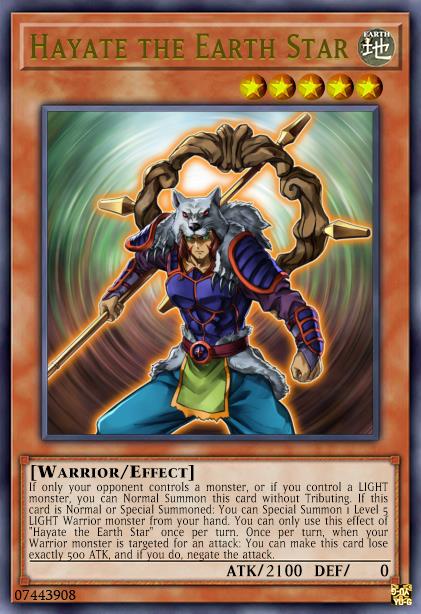 Hayate the Earth Star
EARTH
地
[Warrior/Effect]
If only your opponent controls a monster, or if you control a LIGHT
monster, you can Normal Summon this card without Tributing. If this
card is Normal or Special Summoned: You can Special Summon 1 Level 5
LIGHT Warrior monster from your hand. You can only use this effect of
"Hayate the Earth Star" once per turn. Once per turn, when your
Warrior monster is targeted for an attack: You can make this card lose
exactly 500 ATK, and if you do, negate the attack.
ATK/2100 DEF/ 0
07443908